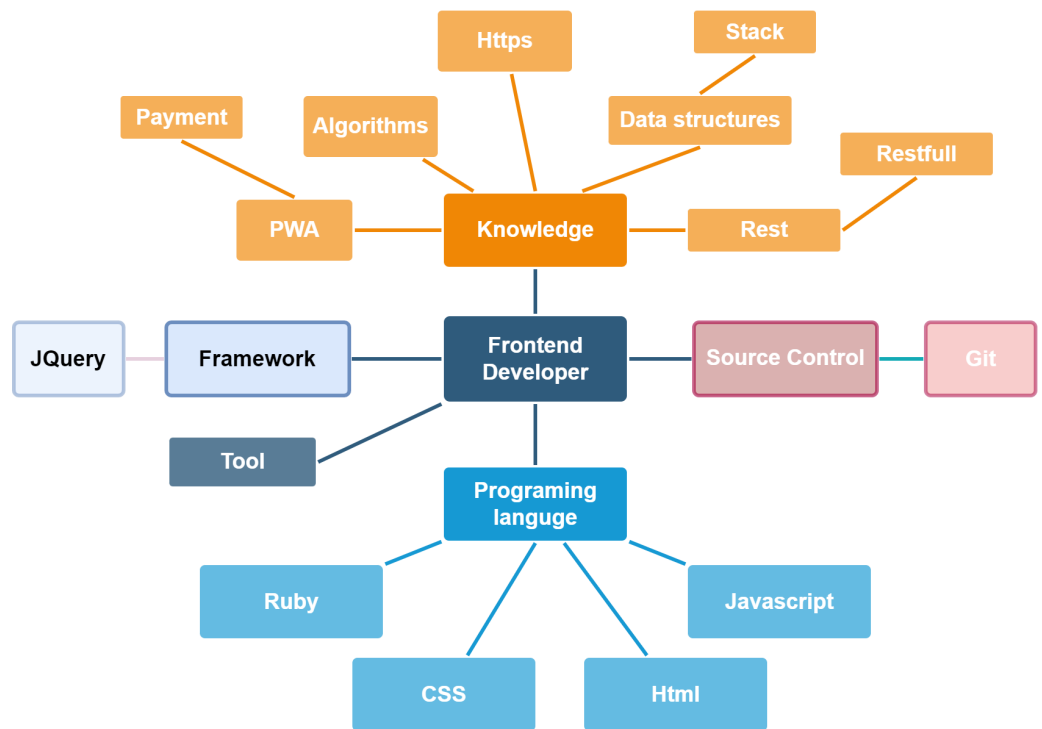 Https
Stack
Payment
Algorithms
Data structures
Restfull
PWA
Knowledge
Rest
JQuery
Framework
Frontend
Developer
Source Control
Git
Tool
Programing
languge
Ruby
Javascript
CSS
Html